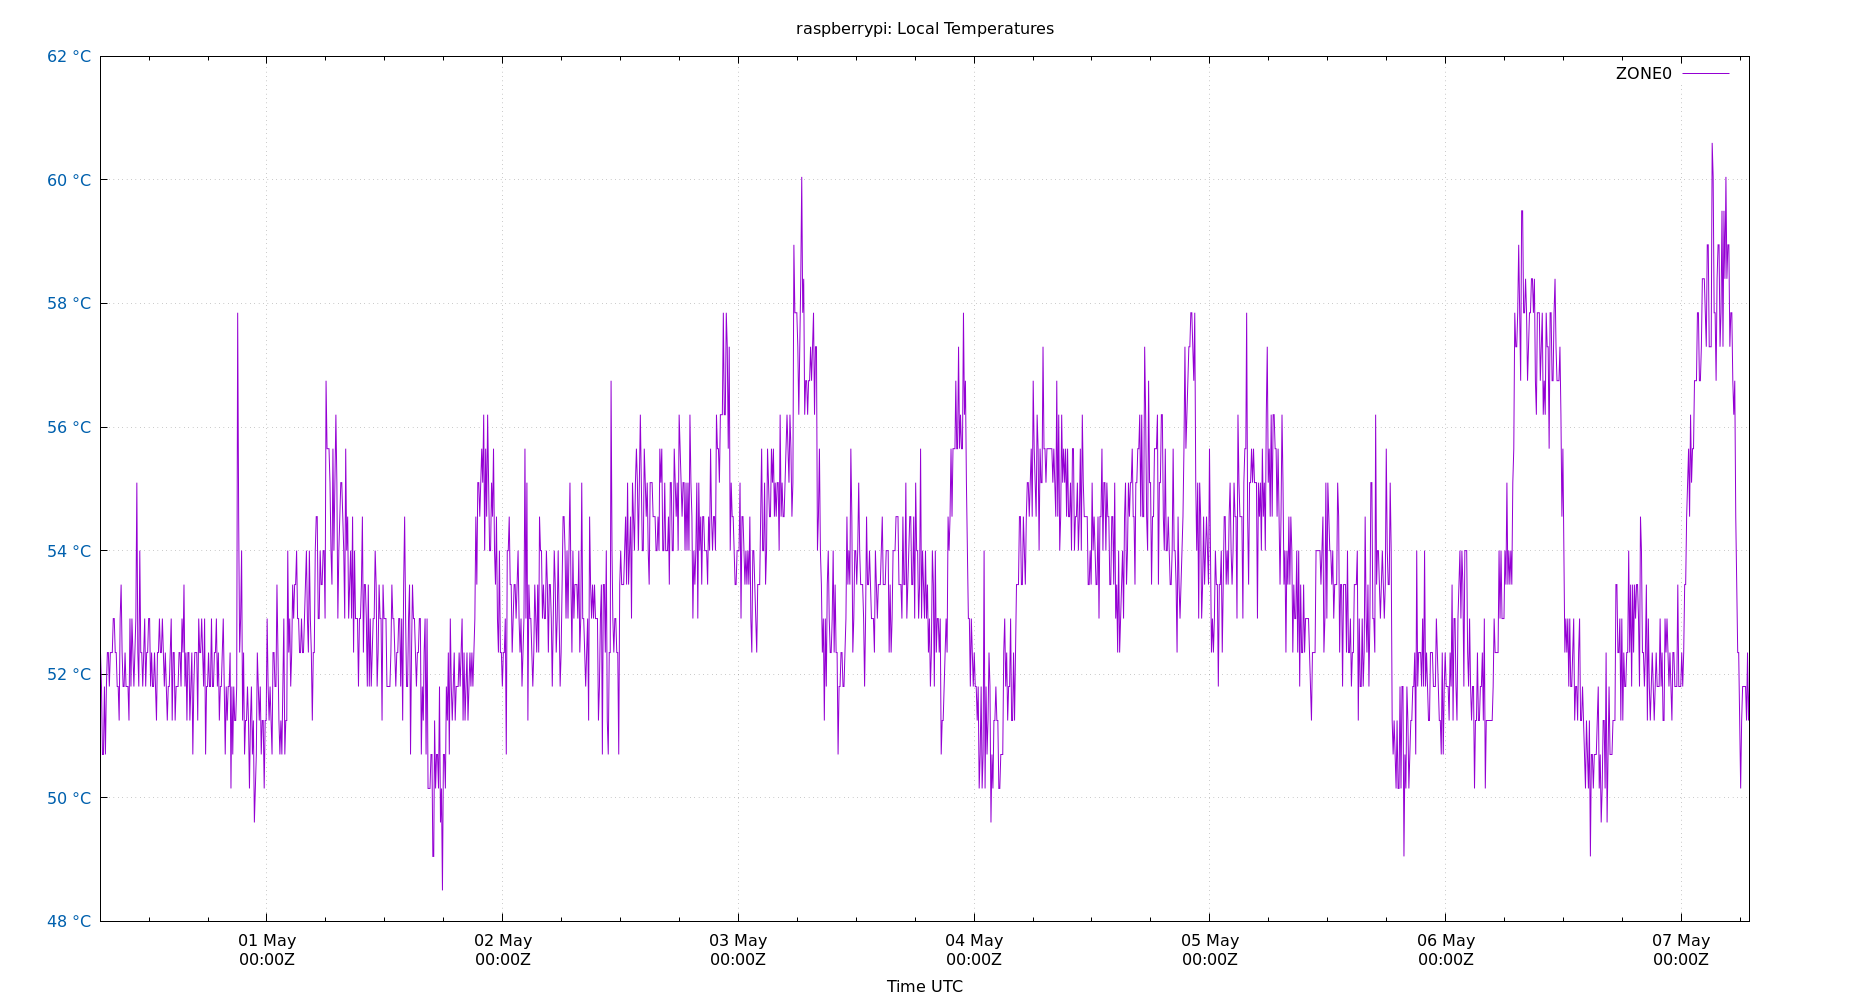 raspberrypi: Local Temperatures
62 °C
ZONE0
60 °C
58 °C
56 °C
54 °C
52 °C
50 °C
48 °C
01 May 02 May 03 May 04 May 05 May 06 May 07 May
00:00Z 00:00Z 00:00Z 00:00Z 00:00Z 00:00Z 00:00Z
Time UTC